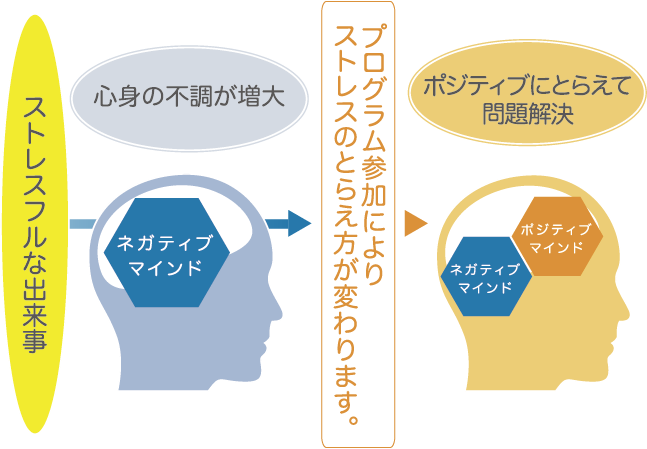 ストレスフルな出来事
心身の不調が増大
ネガティブ
マインド
プログラム参加により
ストレスのとらえ方が変わります。
ポジティブにとらえて
問題解決
ポジティブ
マインド
ネガティブ
マインド